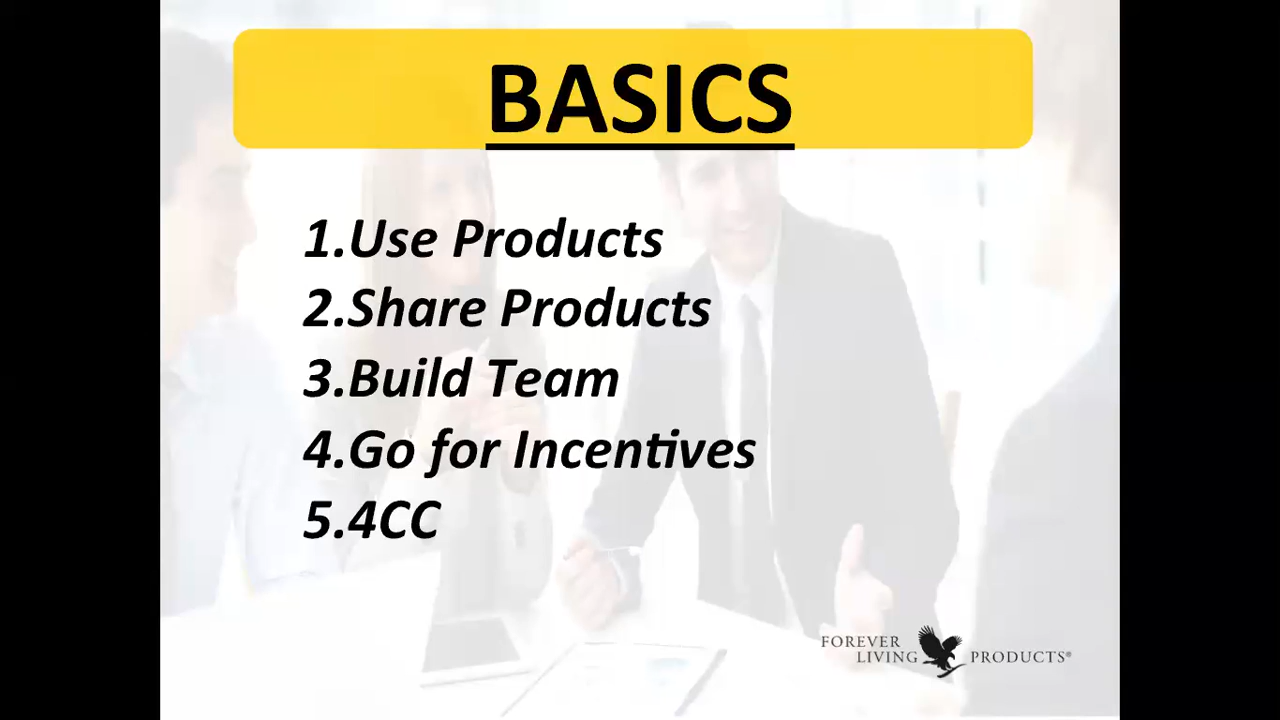 BASICS
1.Use Products
2.Share Products
3.Build Team
4.Go for Incentives
5.4CC
FOREVER
LIVING PRODUCTS®